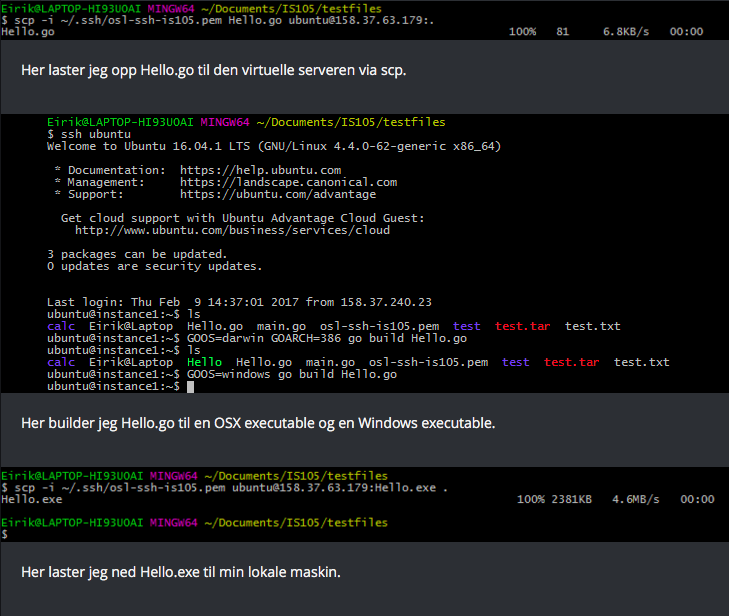 Eirik@LAPTOP-HI93UOAI MINGW64 ~/Documents/IS105/testfiles
$ scp -i ~/.ssh/osl-ssh-is105.pem Hello.go ubuntu@158.37.63.179:.
Hello.go 100% 81 6.8KB/s 00:00
Her laster jeg opp Hello.go til den virtuelle serveren via scp.
Eirik@LAPTOP-HI93UOAI MINGW64 ~/Documents/IS105/testfiles
$ ssh ubuntu
Welcome to Ubuntu 16.04.1 LTS (GNU/Linux 4.4.0-62-generic x86_64)
* Documentation: https://help.ubuntu.com
* Management: https://landscape.canonical.com
* Support: https://ubuntu.com/advantage
Get cloud support with Ubuntu Advantage Cloud Guest:
http://www.ubuntu.com/business/services/cloud
3 packages can be updated.
0 updates are security updates.
Last login: Thu Feb 9 14:37:01 2017 from 158.37.240.23
ubuntu@instance1:~$ ls
calc Eirik@Laptop Hello.go main.go osl-ssh-is105.pem test test.tar test.txt
ubuntu@instance1:~$ GOOS=darwin GOARCH=386 go build Hello.go
ubuntu@instance1:~$ ls
calc Eirik@Laptop Hello Hello.go main.go osl-ssh-is105.pem test test.tar test.txt
ubuntu@instance1:~$ GOOS=windows go build Hello.go
ubuntu@instance1:~$
Her builder jeg Hello.go til en OSX executable og en Windows executable.
Eirik@LAPTOP-HI93UOAI MINGW64 ~/Documents/IS105/testfiles
$ scp -i ~/.ssh/osl-ssh-is105.pem ubuntu@158.37.63.179:Hello.exe .
Hello.exe 100% 2381KB 4.6MB/s 00:00
Eirik@LAPTOP-HI93UOAI MINGW64 ~/Documents/IS105/testfiles
$
Her laster jeg ned Hello.exe til min lokale maskin.